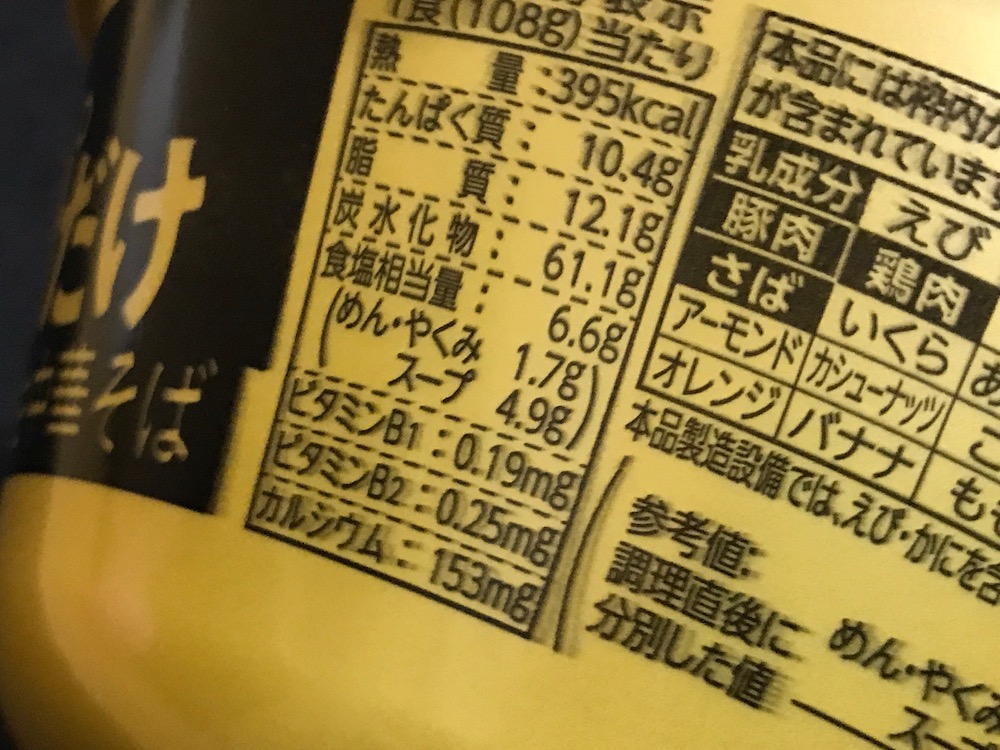 表示
1食(108g)当たり
熱量:395kcal
たんぱく質:10.4g
脂質:12.1g
炭水化物:61.1g
食塩相当量:6.6g
(めん・やくみ 1.7g
スープ 4.9g)
ビタミンB1:0.19mg
ビタミンB2:0.25mg
カルシウム:153mg
本品には枠内
が含まれていま
乳成分 えび
豚肉 鶏肉
さば いくら
アーモンド カシューナッツ
オレンジ バナナ
本品製造設備では、えび・かにを含
参考値:
調理直後に
分別した値
めん・やくみ
スー
だけ
そば